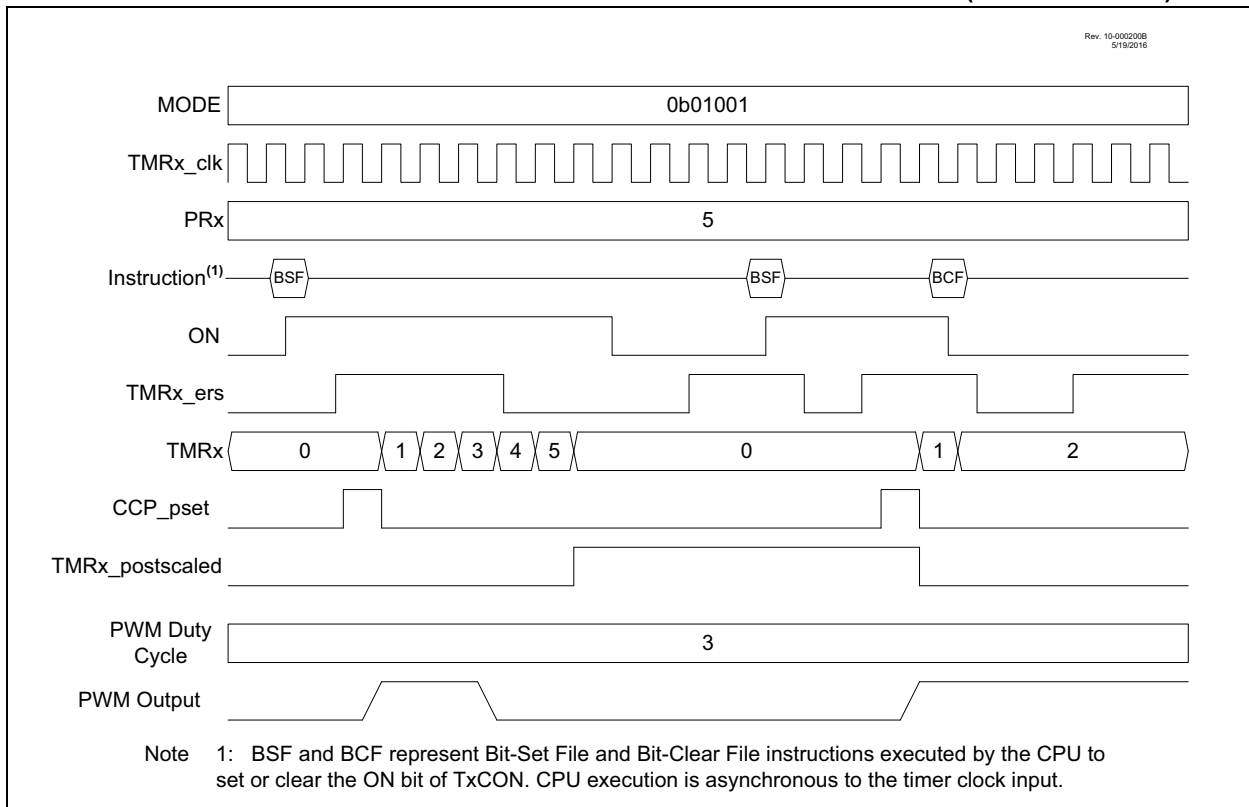 Rev. 10-000200B
5/19/2016
MODE 0b01001
TMRx_clk
PRx 5
Instruction(1) BSF BSF BCF
ON
TMRx_ers
TMRx 0 1 2 3 4 5 0 1 2
CCP_pset
TMRx_postscaled
PWM Duty
Cycle 3
PWM Output
Note 1: BSF and BCF represent Bit-Set File and Bit-Clear File instructions executed by the CPU to
set or clear the ON bit of TxCON. CPU execution is asynchronous to the timer clock input.